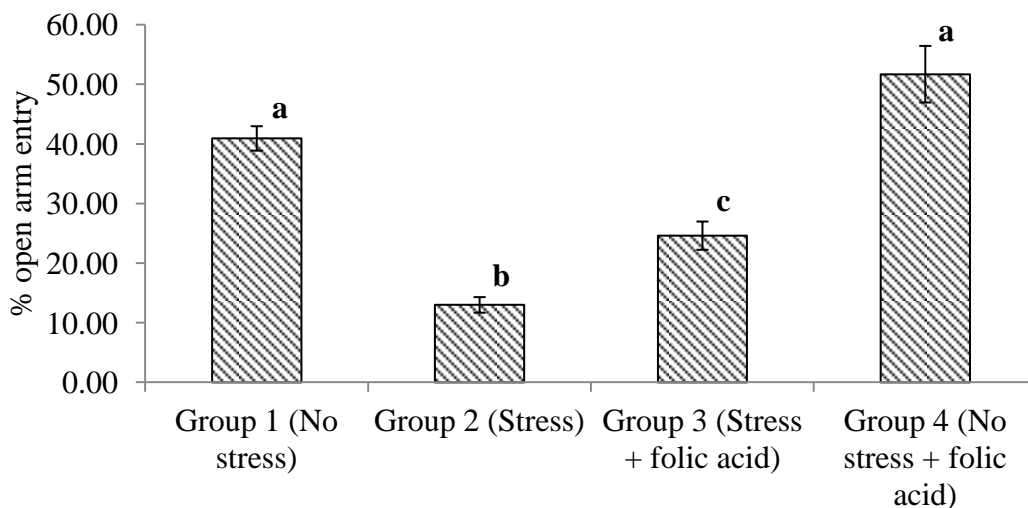 60.00
50.00
40.00
30.00
20.00
10.00
0.00
% open arm entry
a
b
c
a
Group 1 (No
stress)
Group 2 (Stress)
Group 3 (Stress
+ folic acid)
Group 4 (No
stress + folic
acid)